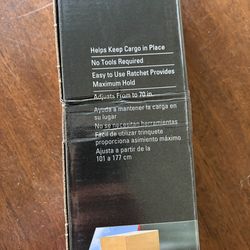 Helps Keep Cargo in Place
No Tools Required
Easy to Use Ratchet Provides
Maximum Hold
Adjusts From to 70 in.
Ayuda a mantener la carga en
su lugar
No se necesitan herramientas
Fácil de utilizar trinquete
proporciona asimiento máximo
Ajusta a partir de la
101 a 177 cm